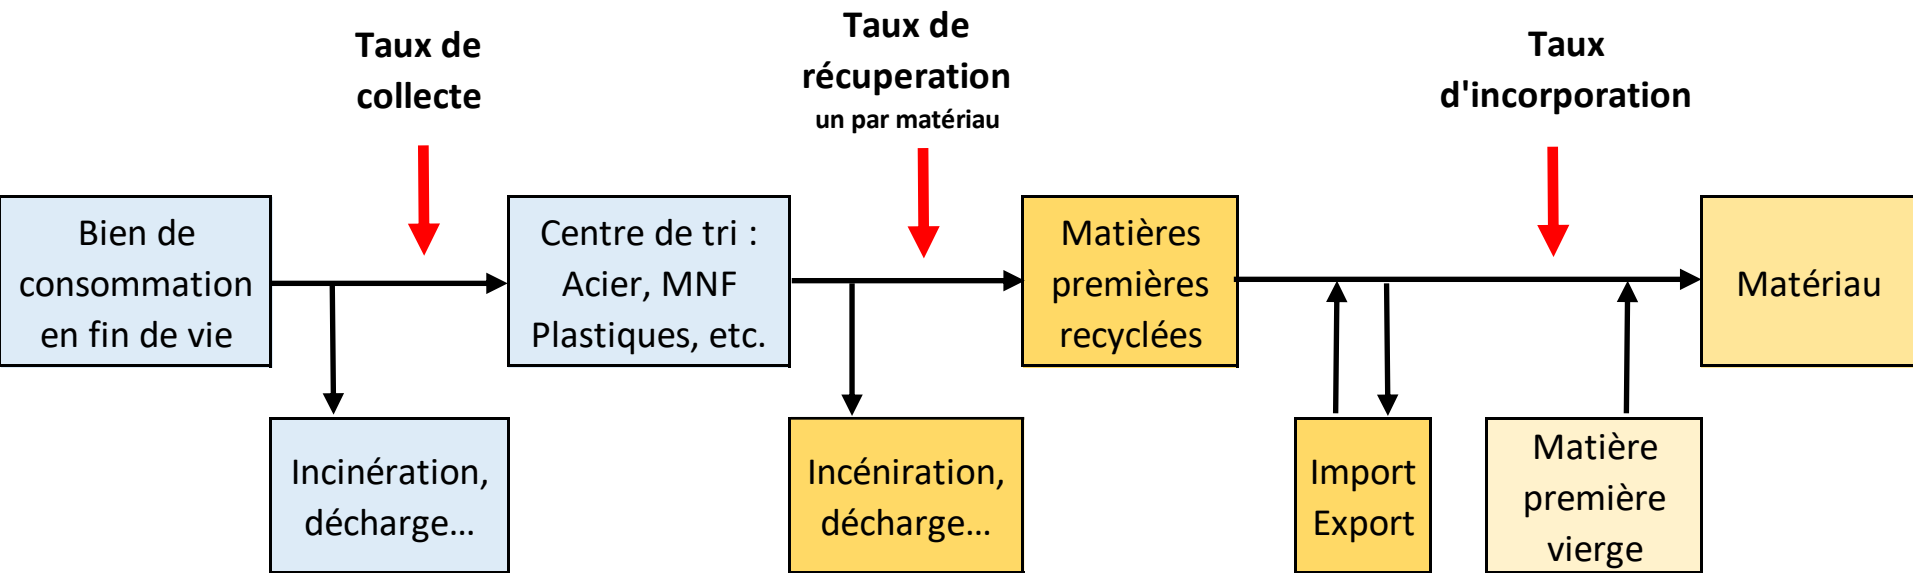 Taux de
collecte
Taux de
récuperation
un par matériau
Taux
d'incorporation
Bien de
consommation
en fin de vie
Centre de tri :
Acier, MNF
Plastiques, etc.
Matières
premières
recyclées
Matériau
Incinération,
décharge...
Incéniration,
décharge...
Import
Export
Matière
première
vierge